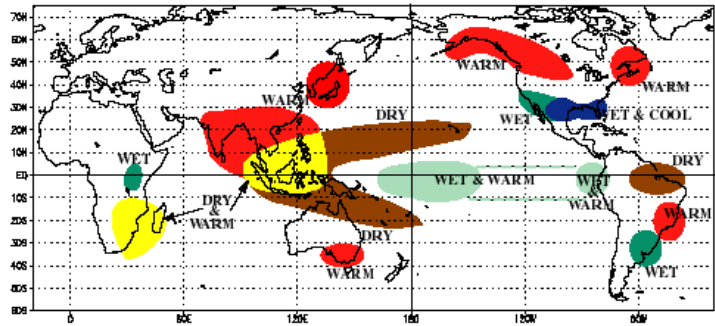 70N
60N
50N
40N
30N
20N
10N
EQ
10S
20S
30S
40S
50S
60S
0
60E
120E
180
120W
60W
WARM
WARM
WARM
WET
WET & COOL
DRY
WET
DRY
WET & WARM
WET
&
WARM
DRY
&
WARM
WARM
DRY
WARM
WET